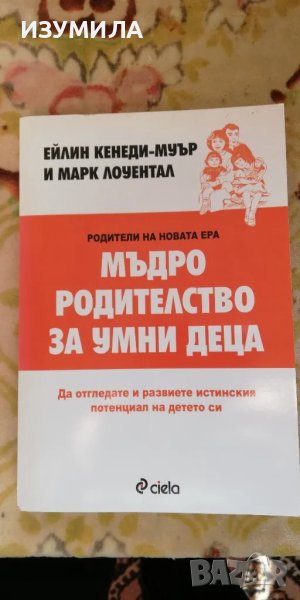 ИЗУМИЛА
ЕЙЛИН КЕНЕДИ-МУЪР
И МАРК ЛОУЕНТАЛ
РОДИТЕЛИ НА НОВАТА ЕРА
МЪДРО
РОДИТЕЛСТВО
ЗА УМНИ ДЕЦА
Да отгледате и развиете истинския
потенциал на детето си
ciela
BAZAR